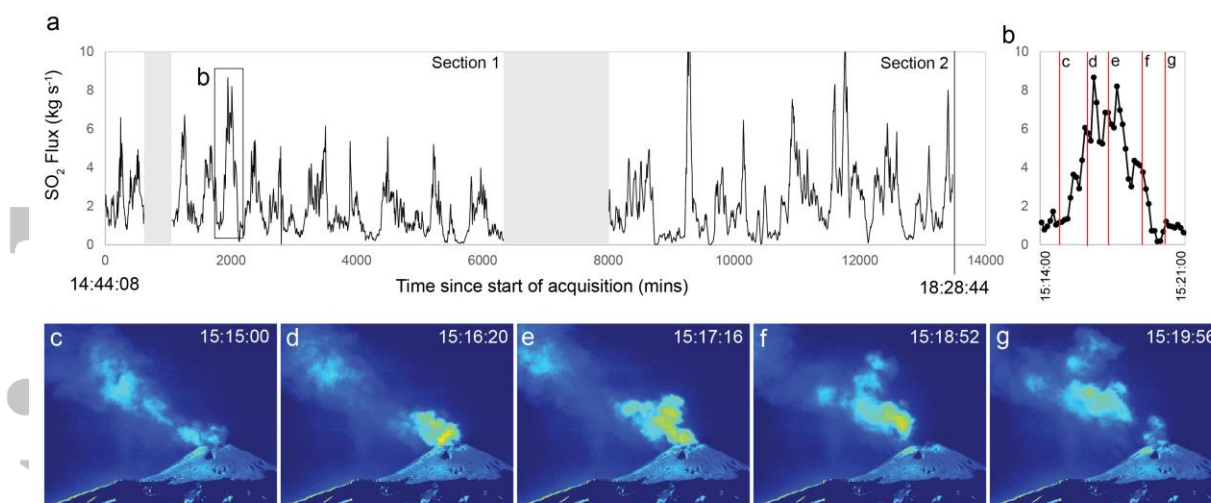 a
SO2 Flux (kg s-1)
10
8
6
4
2
0
b
Section 1
Section 2
0
2000
4000
6000
8000
10000
12000
14000
14:44:08
Time since start of acquisition (mins)
18:28:44
b
10
8
6
4
2
0
c
d
e
f
g
15:14:00
15:21:00
c
15:15:00
d
15:16:20
e
15:17:16
f
15:18:52
g
15:19:56